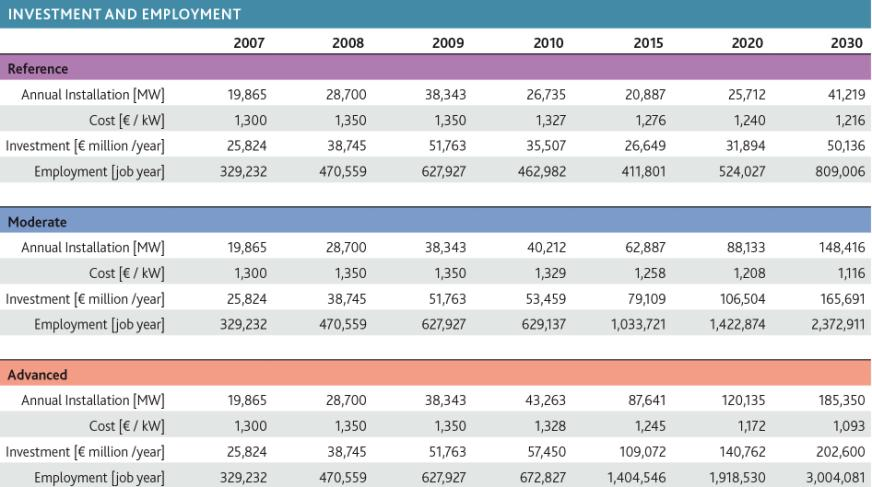 INVESTMENT AND EMPLOYMENT
2007 2008 2009 2010 2015 2020 2030
Reference
Annual Installation [MW] 19,865 28,700 38,343 26,735 20,887 25,712 41,219
Cost [€ / kW] 1,300 1,350 1,350 1,327 1,276 1,240 1,216
Investment [€ million /year] 25,824 38,745 51,763 35,507 26,649 31,894 50,136
Employment [job year] 329,232 470,559 627,927 462,982 411,801 524,027 809,006
Moderate
Annual Installation [MW] 19,865 28,700 38,343 40,212 62,887 88,133 148,416
Cost [€ / kW] 1,300 1,350 1,350 1,329 1,258 1,208 1,116
Investment [€ million /year] 25,824 38,745 51,763 53,459 79,109 106,504 165,691
Employment [job year] 329,232 470,559 627,927 629,137 1,033,721 1,422,874 2,372,911
Advanced
Annual Installation [MW] 19,865 28,700 38,343 43,263 87,641 120,135 185,350
Cost [€ / kW] 1,300 1,350 1,350 1,328 1,245 1,172 1,093
Investment [€ million /year] 25,824 38,745 51,763 57,450 109,072 140,762 202,600
Employment [job year] 329,232 470,559 627,927 672,827 1,404,546 1,918,530 3,004,081